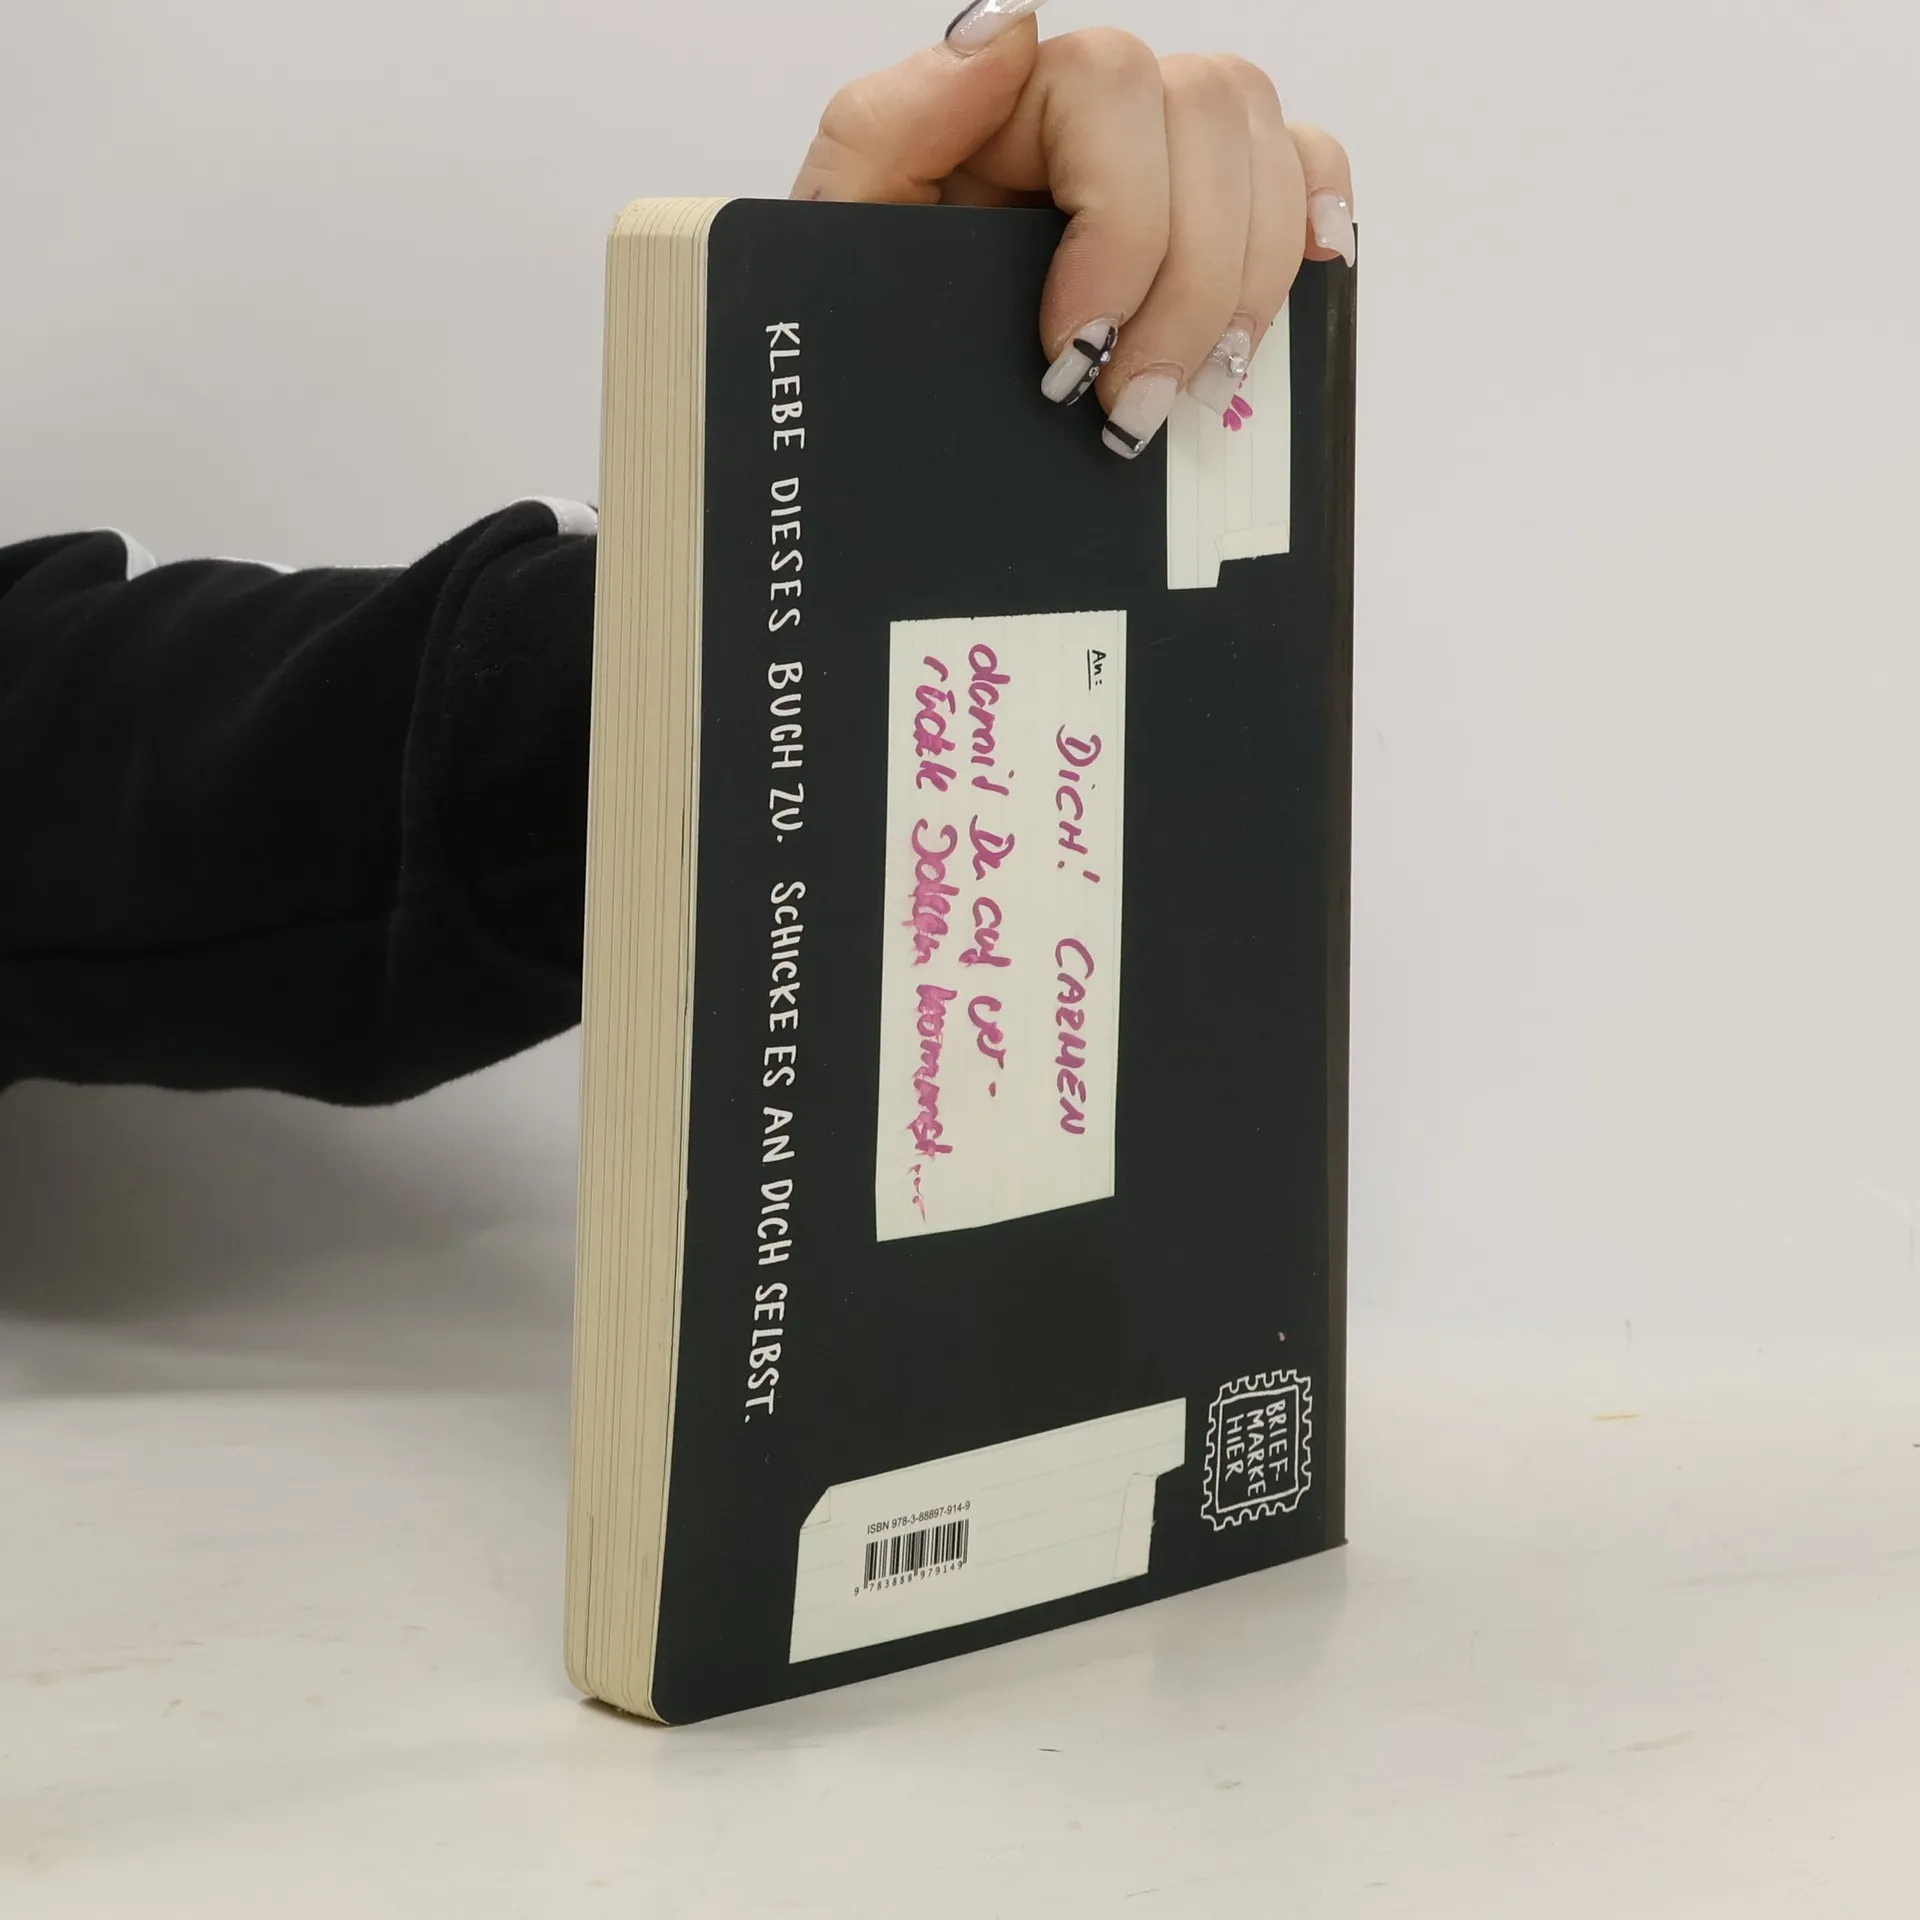 BRIEF-
MARKE
HIER
An: DICH! CARMEN
damit Du auf ver-
rückte Ideen kommst...
KLEBE DIESES BUCH ZU. SCHICKE ES AN DICH SELBST.
ISBN 978-3-88897-914-9
9 783888 979149